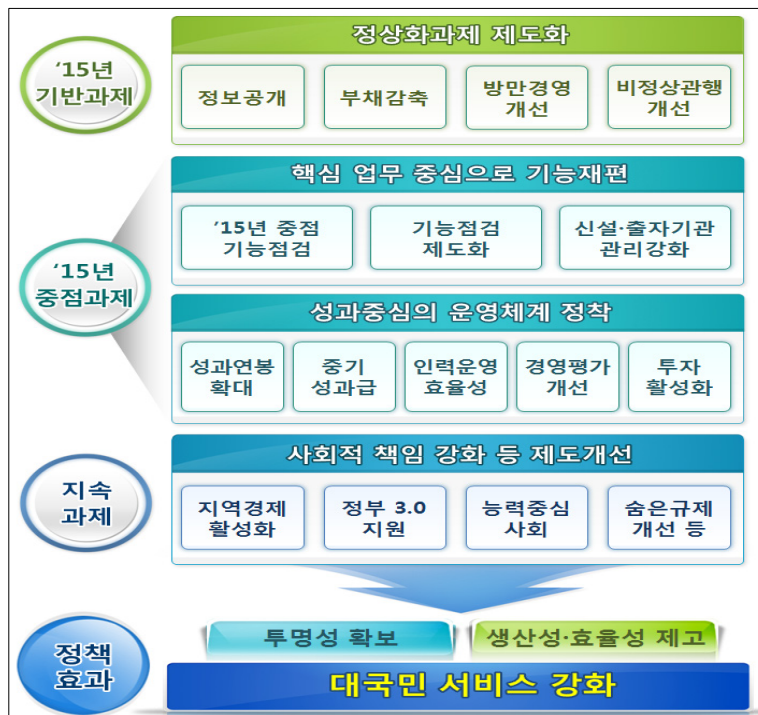 정상화과제 제도화
'15년
기반과제
정보공개
부채감축
방만경영
개선
비정상관행
개선
핵심 업무 중심으로 기능재편
'15년 중점
기능점검
기능점검
제도화
신설·출자기관
관리강화
'15년
중점과제
성과중심의 운영체계 정착
성과연봉
확대
중기
성과급
인력운영
효율성
경영평가
개선
투자
활성화
사회적 책임 강화 등 제도개선
지속
과제
지역경제
활성화
정부 3.0
지원
능력중심
사회
숨은규제
개선 등
투명성 확보
생산성·효율성 제고
정책
효과
대국민 서비스 강화